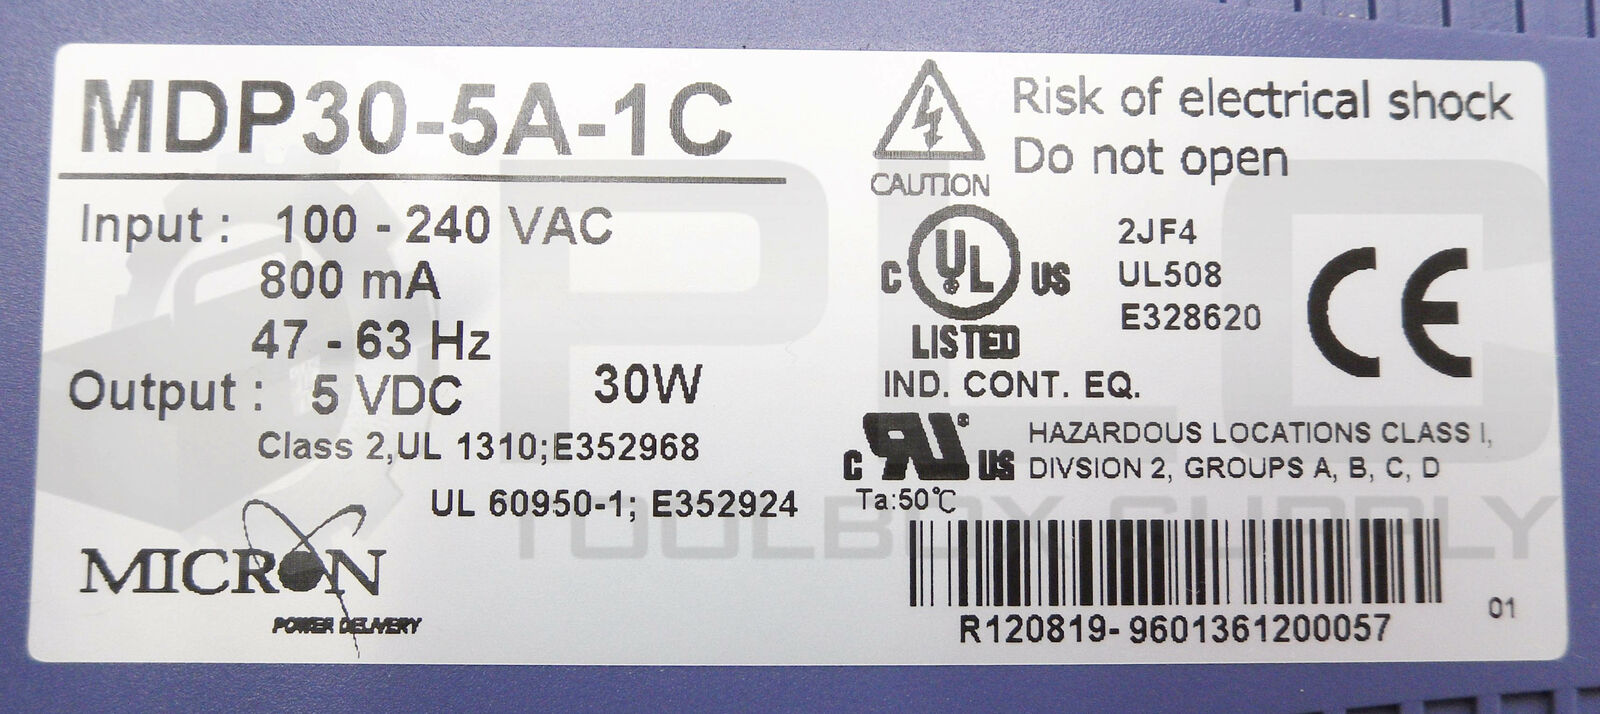 MDP30-5A-1C
Input : 100 - 240 VAC
800 mA
47 - 63 Hz
Output : 5 VDC 30W
Class 2,UL 1310;E352968
UL 60950-1; E352924
MICRON
POWER DELIVERY
Risk of electrical shock
Do not open
CAUTION
C UL US
LISTED
2JF4
UL508
E328620
CE
IND. CONT. EQ.
C RU ® US
HAZARDOUS LOCATIONS CLASS I,
DIVSION 2, GROUPS A, B, C, D
Ta:50°C
R120819-9601361200057
01
PLC
TOOLBOX SUPPLY